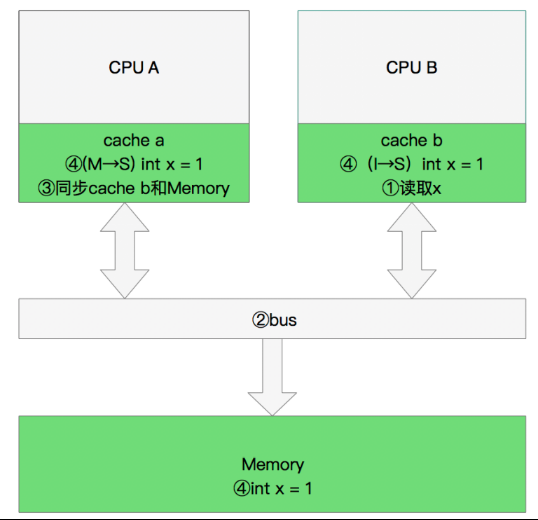 CPU A
cache a
④(M→S) int x = 1
③同步cache b和Memory
CPU B
cache b
④（I→S）int x = 1
①读取x
②bus
Memory
④int x = 1